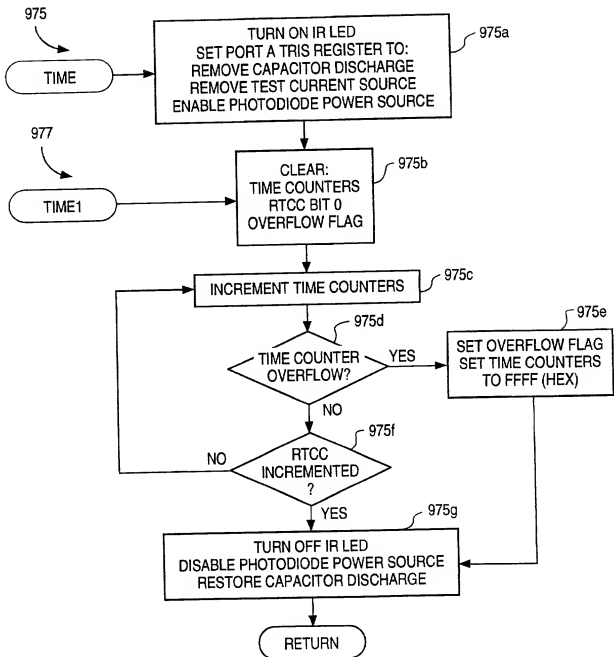 975
TIME
TURN ON IR LED
SET PORT A TRIS REGISTER TO:
REMOVE CAPACITOR DISCHARGE
REMOVE TEST CURRENT SOURCE
ENABLE PHOTODIODE POWER SOURCE
975a
977
TIME1
CLEAR:
TIME COUNTERS
RTCC BIT 0
OVERFLOW FLAG
975b
INCREMENT TIME COUNTERS
975c
975d
TIME COUNTER
OVERFLOW?
YES
NO
975e
SET OVERFLOW FLAG
SET TIME COUNTERS
TO FFFF (HEX)
975f
RTCC
INCREMENTED
?
NO
YES
975g
TURN OFF IR LED
DISABLE PHOTODIODE POWER SOURCE
RESTORE CAPACITOR DISCHARGE
RETURN